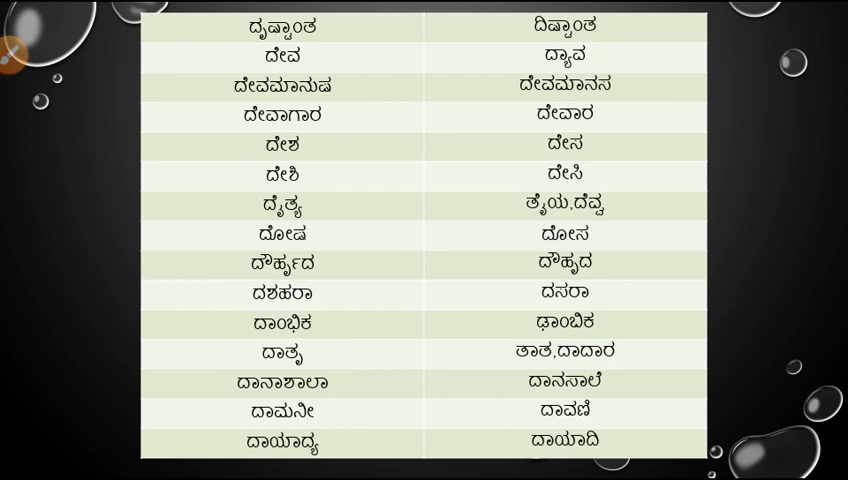 ದೃಷ್ಟಾಂತ ದಿಷ್ಟಾಂತ
ದೇವ ದ್ಯಾವ
ದೇವಮಾನುಷ ದೇವಮಾನಸ
ದೇವಾಗಾರ ದೇವಾರ
ದೇಶ ದೇಸ
ದೇಶಿ ದೇಸಿ
ದೈತ್ಯ ತೈಯ,ದೆವ್ವ
ದೋಷ ದೋಸ
ದೌರ್ಹೃದ ದೌಹೃದ
ದಶಹರಾ ದಸರಾ
ದಾಂಭಿಕ ಢಾಂಬಿಕ
ದಾತೃ ತಾತ,ದಾದಾರ
ದಾನಾಶಾಲಾ ದಾನಸಾಲೆ
ದಾಮನೀ ದಾವಣಿ
ದಾಯಾದ್ಯ ದಾಯಾದಿ